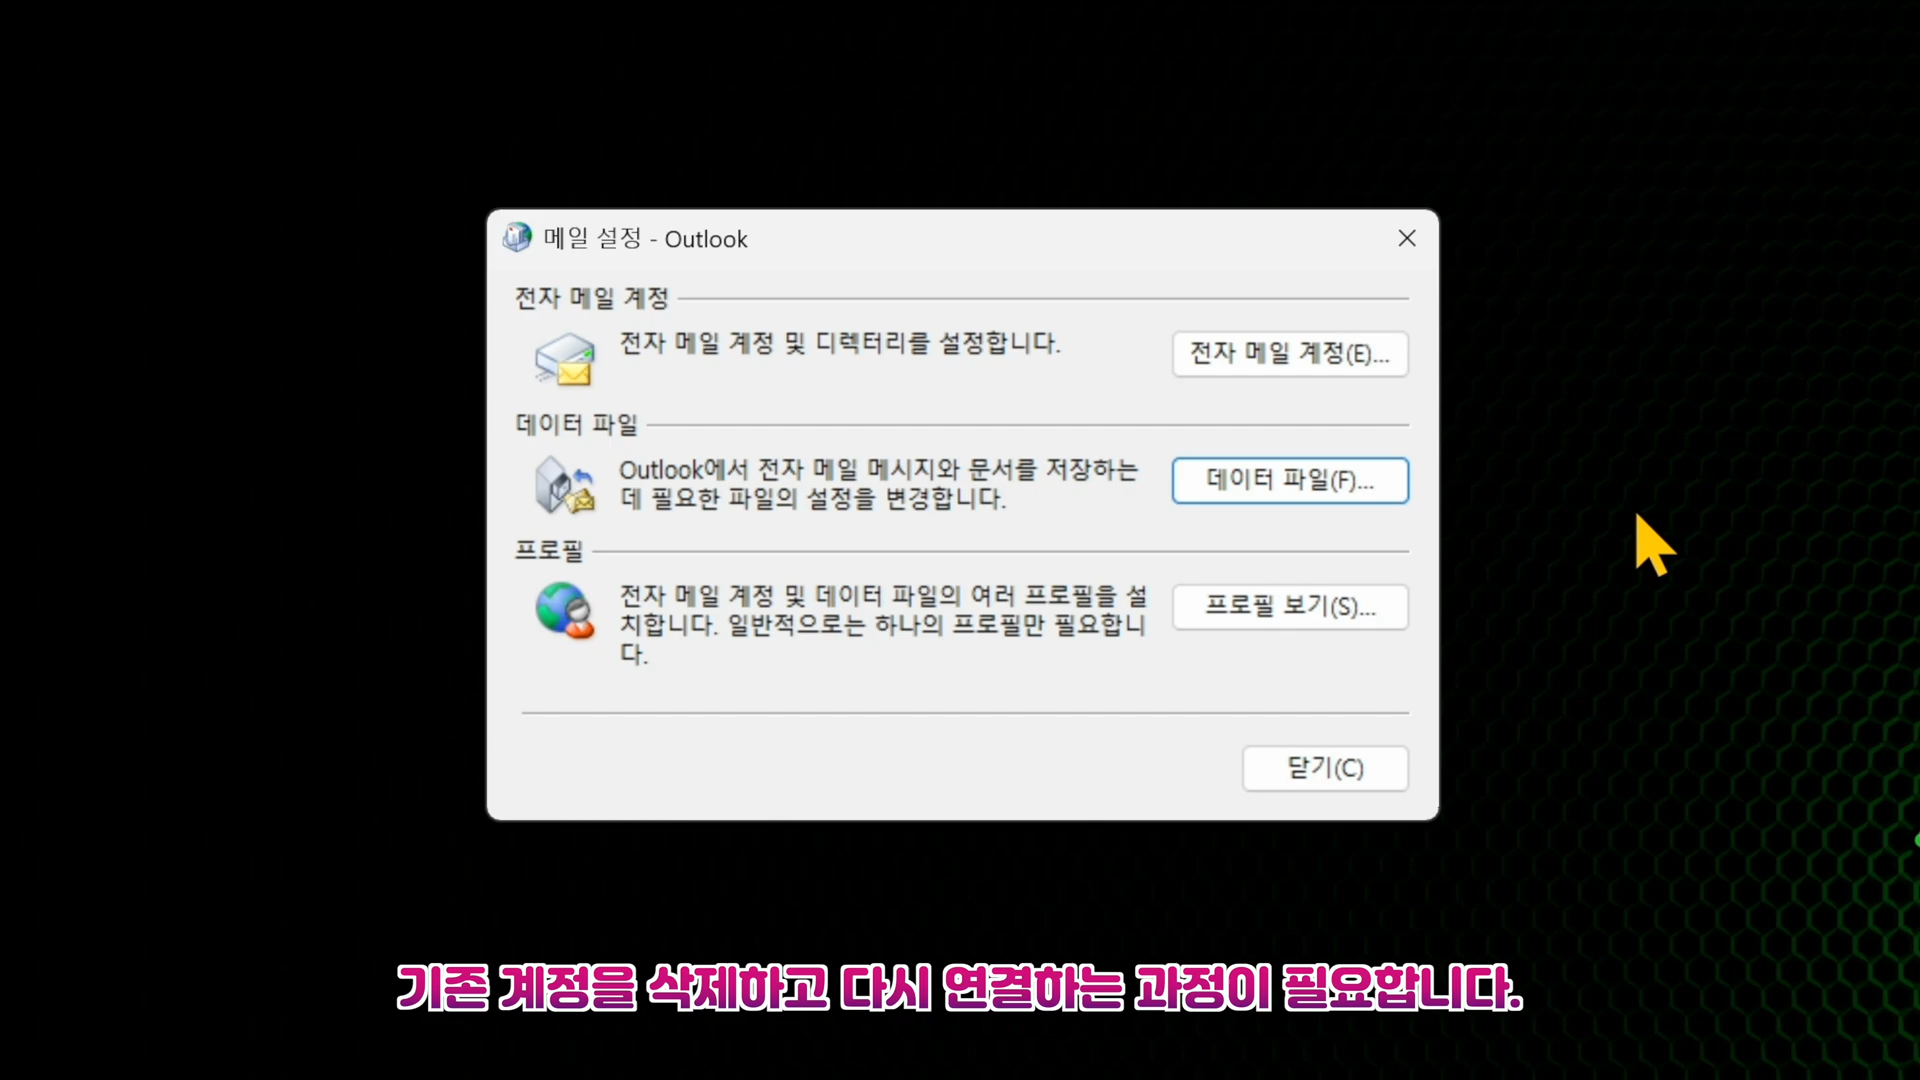 메일 설정 - Outlook
전자 메일 계정
전자 메일 계정 및 디렉터리를 설정합니다.
전자 메일 계정(E)...
데이터 파일
Outlook에서 전자 메일 메시지와 문서를 저장하는
데 필요한 파일의 설정을 변경합니다.
데이터 파일(F)...
프로필
전자 메일 계정 및 데이터 파일의 여러 프로필을 설
치합니다. 일반적으로는 하나의 프로필만 필요합니
다.
프로필 보기(S)...
닫기(C)
기존 계정을 삭제하고 다시 연결하는 과정이 필요합니다.